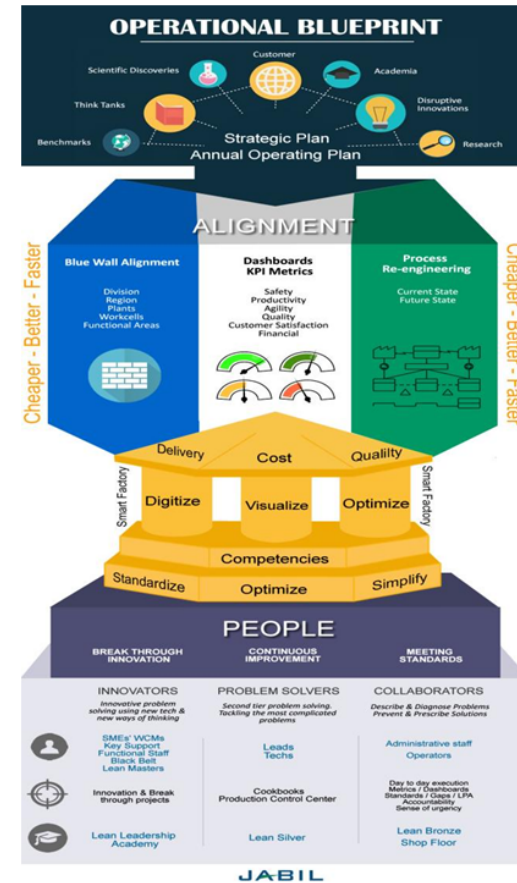 OPERATIONAL BLUEPRINT
Customer
Scientific Discoveries
Academia
Think Tanks
Disruptive
Innovations
Benchmarks
Research
Strategic Plan
Annual Operating Plan
ALIGNMENT
Cheaper - Better - Faster
Blue Wall Alignment
Division
Region
Plants
Workcells
Functional Areas
Dashboards
KPI Metrics
Safety
Productivity
Agility
Quality
Customer Satisfaction
Financial
Process
Re-engineering
Current State
Future State
Cheaper - Better - Faster
Delivery
Cost
Qualilty
Smart Factory
Digitize
Visualize
Optimize
Smart Factory
Competencies
Standardize
Optimize
Simplify
PEOPLE
BREAK THROUGH
INNOVATION
CONTINUOUS
IMPROVEMENT
MEETING
STANDARDS
INNOVATORS
Innovative problem
solving using new tech &
new ways of thinking
PROBLEM SOLVERS
Second tier problem solving.
Tackling the most complicated
problems
COLLABORATORS
Describe & Diagnose Problems
Prevent & Prescribe Solutions
SMEs' WCMs
Key Support
Functional Staff
Black Belt
Lean Masters
Leads
Techs
Administrative staff
Operators
Innovation & Break
through projects
Cookbooks
Production Control Center
Day to day execution
Metrics / Dashboards
Standards / Gaps / LPA
Accountability
Sense of urgency
Lean Leadership
Academy
Lean Silver
Lean Bronze
Shop Floor
JABIL